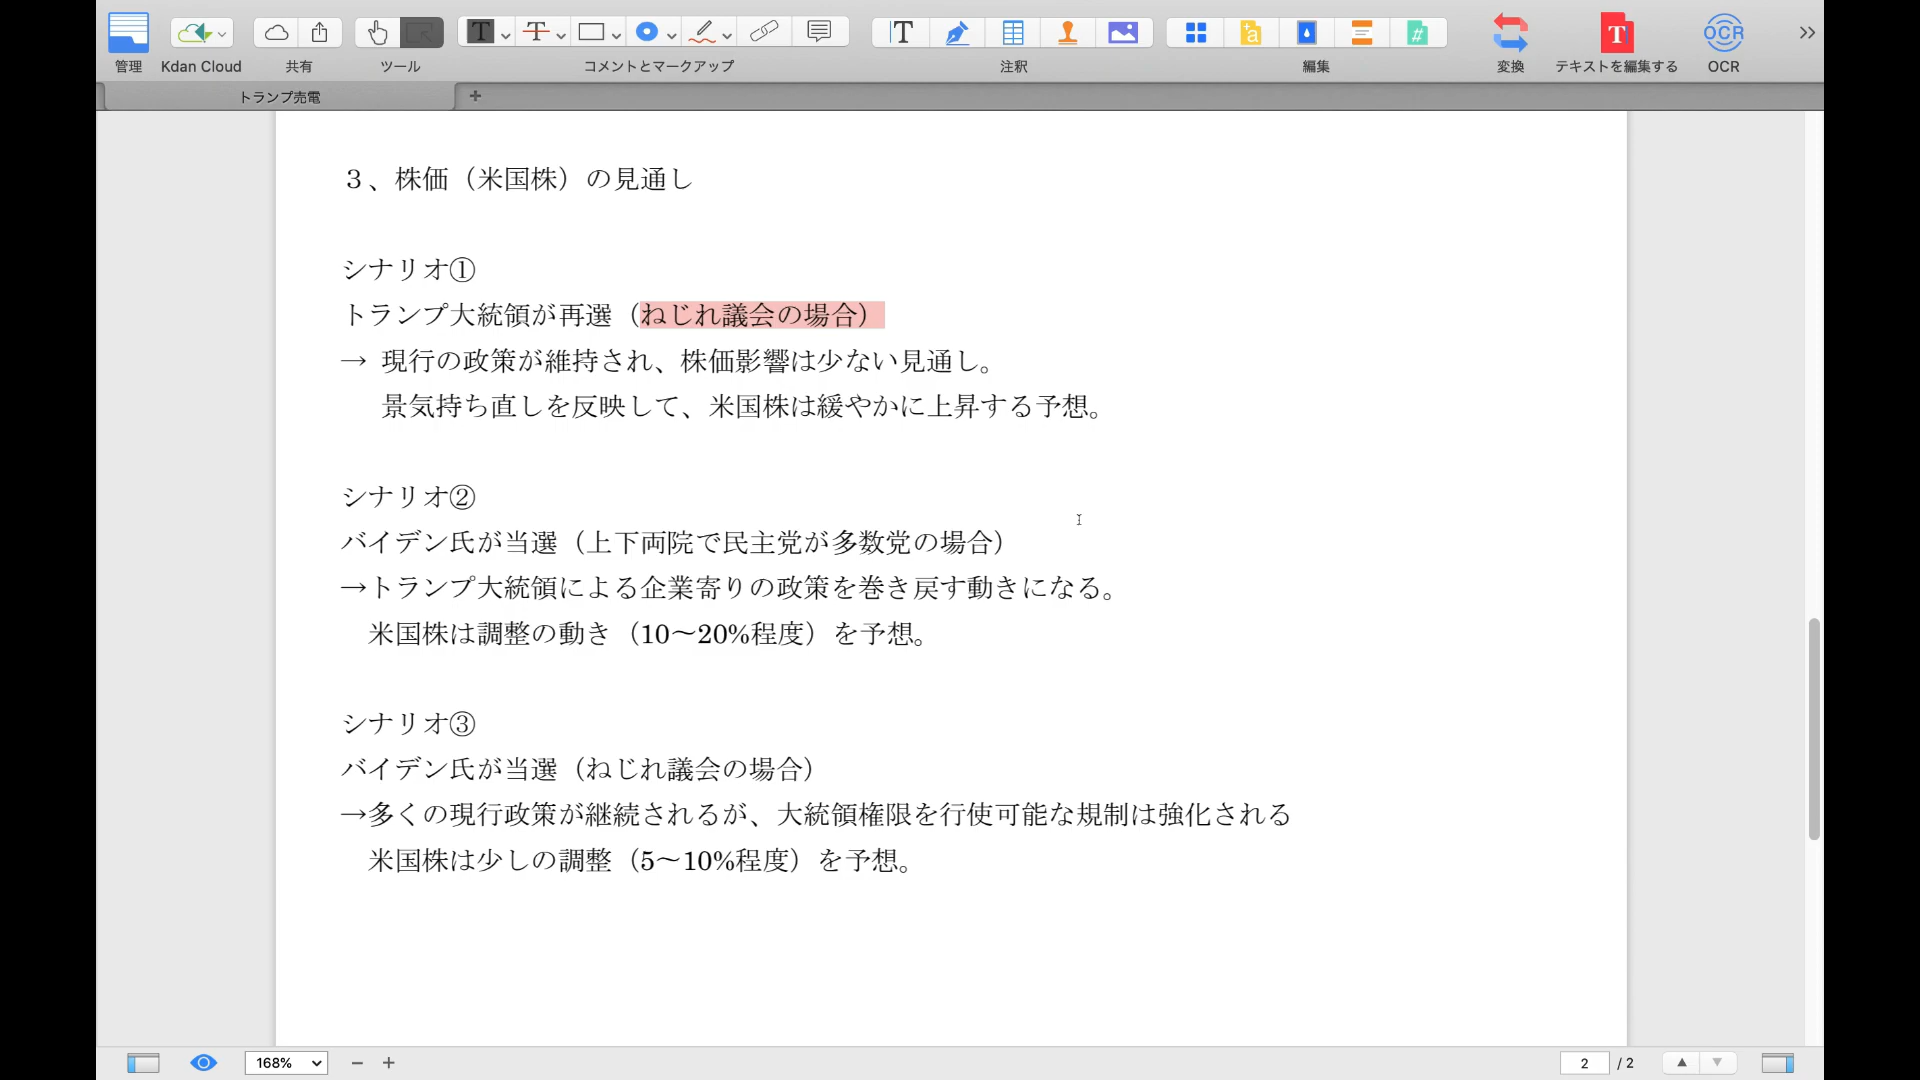 管理
Kdan Cloud
共有
ツール
コメントとマークアップ
注釈
編集
変換
テキストを編集する
OCR
トランプ売電
３、株価（米国株）の見通し
シナリオ①
トランプ大統領が再選（ねじれ議会の場合）
→ 現行の政策が維持され、株価影響は少ない見通し。
景気持ち直しを反映して、米国株は緩やかに上昇する予想。
シナリオ②
バイデン氏が当選（上下両院で民主党が多数党の場合）
→トランプ大統領による企業寄りの政策を巻き戻す動きになる。
米国株は調整の動き（10〜20%程度）を予想。
シナリオ③
バイデン氏が当選（ねじれ議会の場合）
→多くの現行政策が継続されるが、大統領権限を行使可能な規制は強化される
米国株は少しの調整（5〜10%程度）を予想。
168%
2 / 2